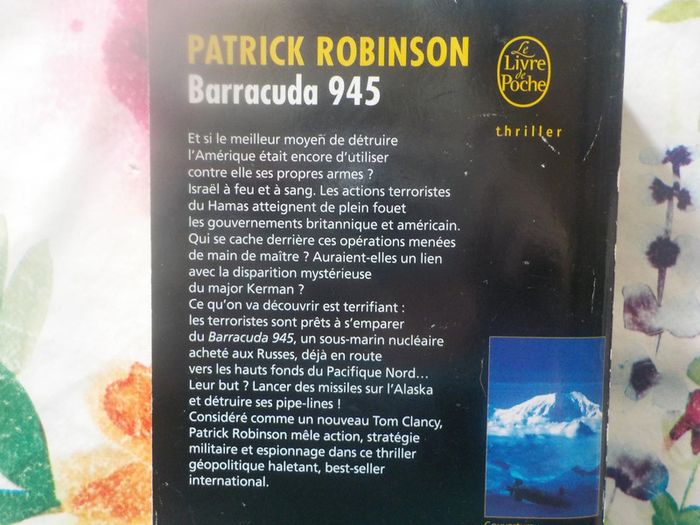 PATRICK ROBINSON
Barracuda 945
Le
Livre
de
Poche
thriller
Et si le meilleur moyen de détruire
l'Amérique était encore d'utiliser
contre elle ses propres armes ?
Israël à feu et à sang. Les actions terroristes
du Hamas atteignent de plein fouet
les gouvernements britannique et américain.
Qui se cache derrière ces opérations menées
de main de maître ? Auraient-elles un lien
avec la disparition mystérieuse
du major Kerman ?
Ce qu'on va découvrir est terrifiant :
les terroristes sont prêts à s'emparer
du Barracuda 945, un sous-marin nucléaire
acheté aux Russes, déjà en route
vers les hauts fonds du Pacifique Nord...
Leur but ? Lancer des missiles sur l'Alaska
et détruire ses pipe-lines !
Considéré comme un nouveau Tom Clancy,
Patrick Robinson mêle action, stratégie
militaire et espionnage dans ce thriller
géopolitique haletant, best-seller
international.